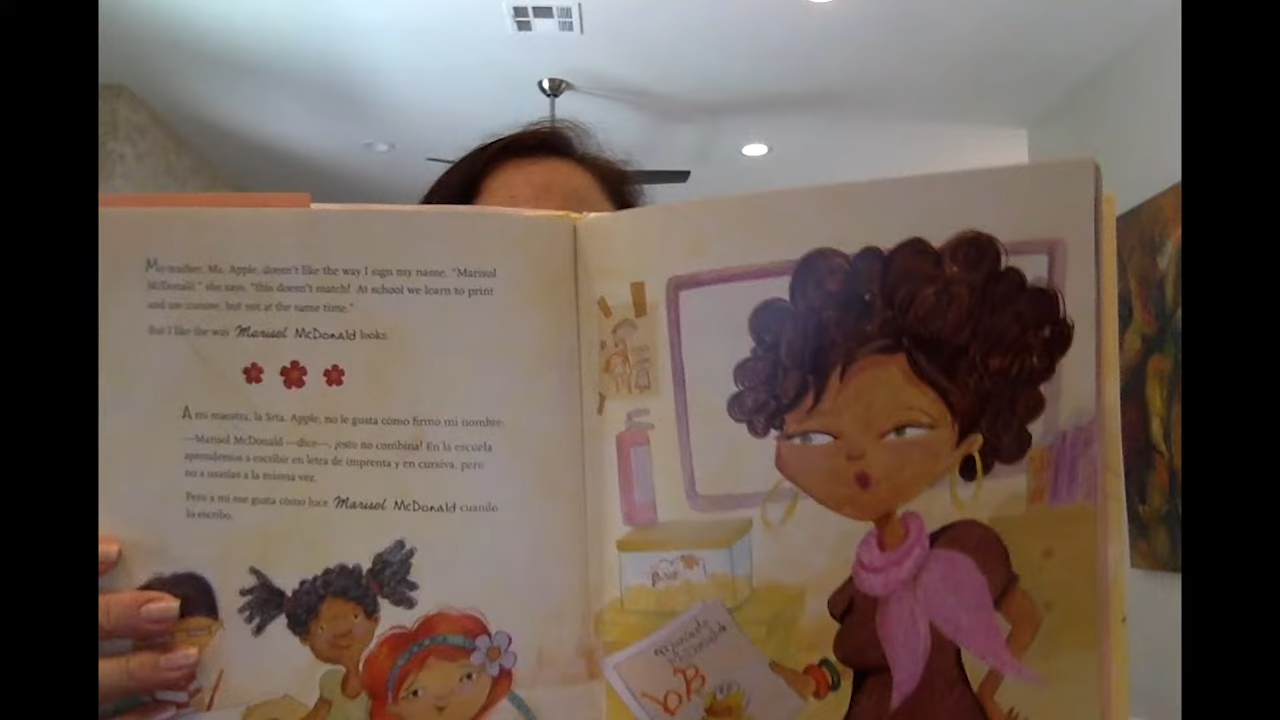 My teacher, Ms. Apple, doesn't like the way I sign my name. "Marisol
McDonald," she says, "this doesn't match! At school we learn to print
and use cursive, but not at the same time."
But I like the way Marisol McDonald looks.
A mi maestra, la Srta. Apple, no le gusta cómo firmo mi nombre.
—Marisol McDonald —dice—, ¡esto no combina! En la escuela
aprendemos a escribir en letra de imprenta y en cursiva, pero
no a usarlas a la misma vez.
Pero a mí me gusta cómo luce Marisol McDonald cuando
lo escribo.